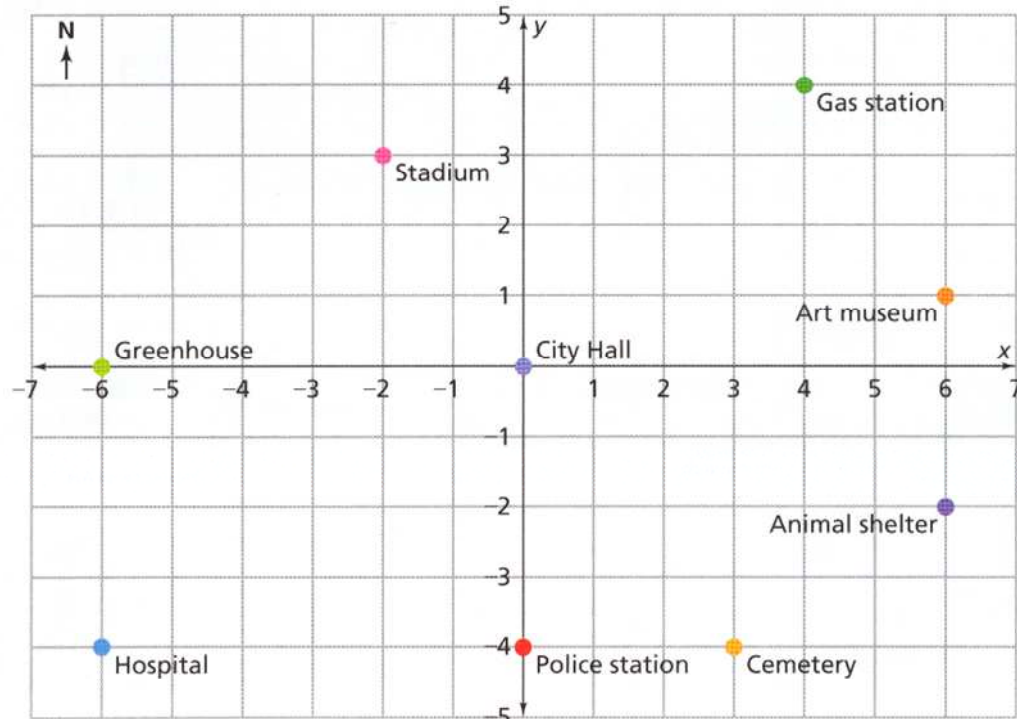 N
5
y
4
Gas station
3
Stadium
2
1
Art museum
Greenhouse
City Hall
x
−7 −6 −5 −4 −3 −2 −1 1 2 3 4 5 6 7
−1
−2
Animal shelter
−3
−4
Hospital
Police station
Cemetery
−5